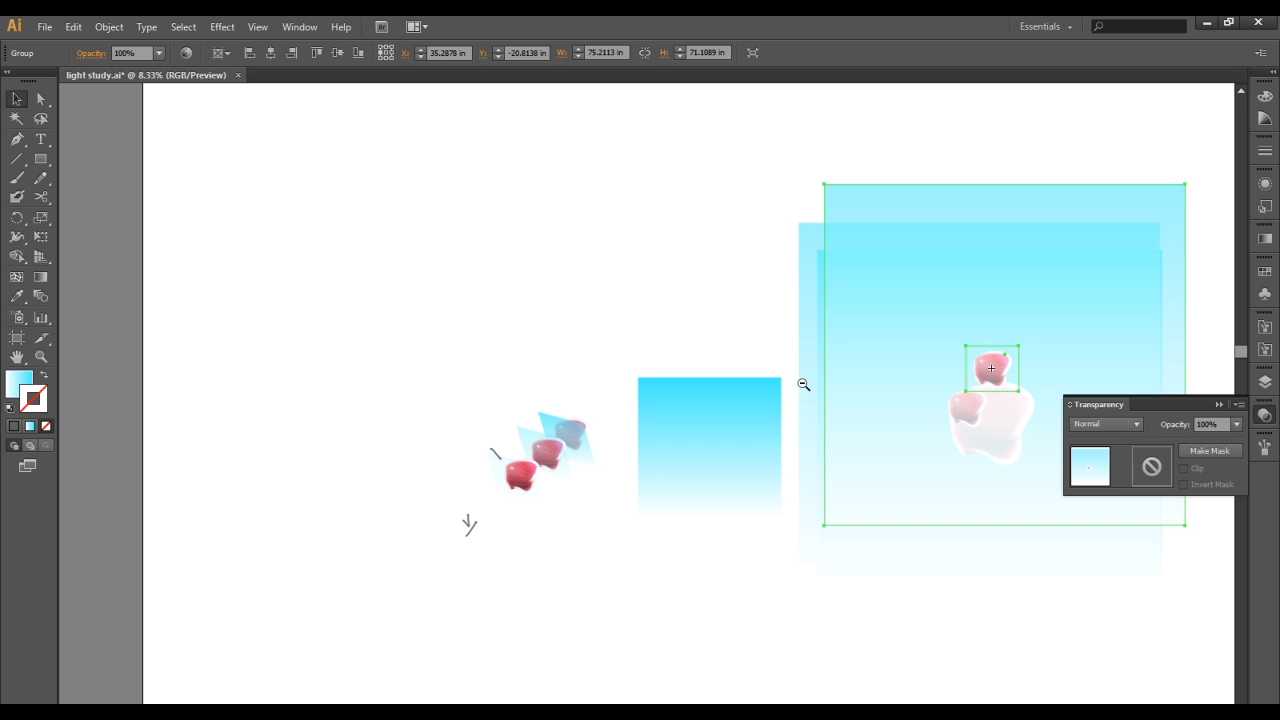 Ai File Edit Object Type Select Effect View Window Help Br Essentials
Group Opacity: 100% X: 35.2878 in Y: -20.8138 in W: 75.2113 in H: 71.1089 in
light study.ai* @ 8.33% (RGB/Preview) ×
T
Transparency
Normal Opacity: 100%
Make Mask
Clip
Invert Mask